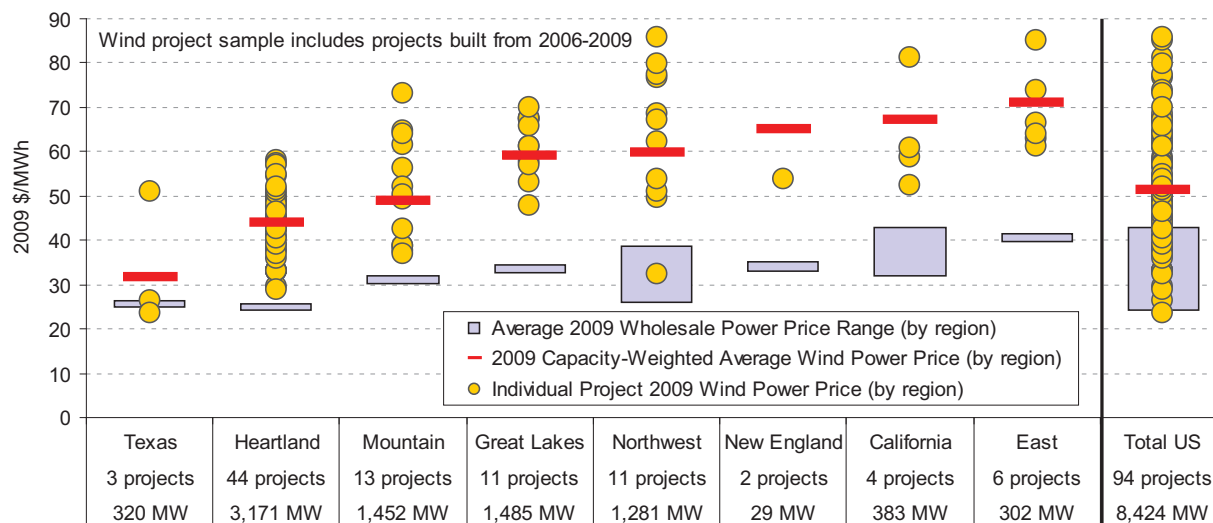 90
80
70
60
50
40
30
20
10
0
2009 $/MWh
Wind project sample includes projects built from 2006-2009
Average 2009 Wholesale Power Price Range (by region)
2009 Capacity-Weighted Average Wind Power Price (by region)
Individual Project 2009 Wind Power Price (by region)
Texas Heartland Mountain Great Lakes Northwest New England California East Total US
3 projects 44 projects 13 projects 11 projects 11 projects 2 projects 4 projects 6 projects 94 projects
320 MW 3,171 MW 1,452 MW 1,485 MW 1,281 MW 29 MW 383 MW 302 MW 8,424 MW